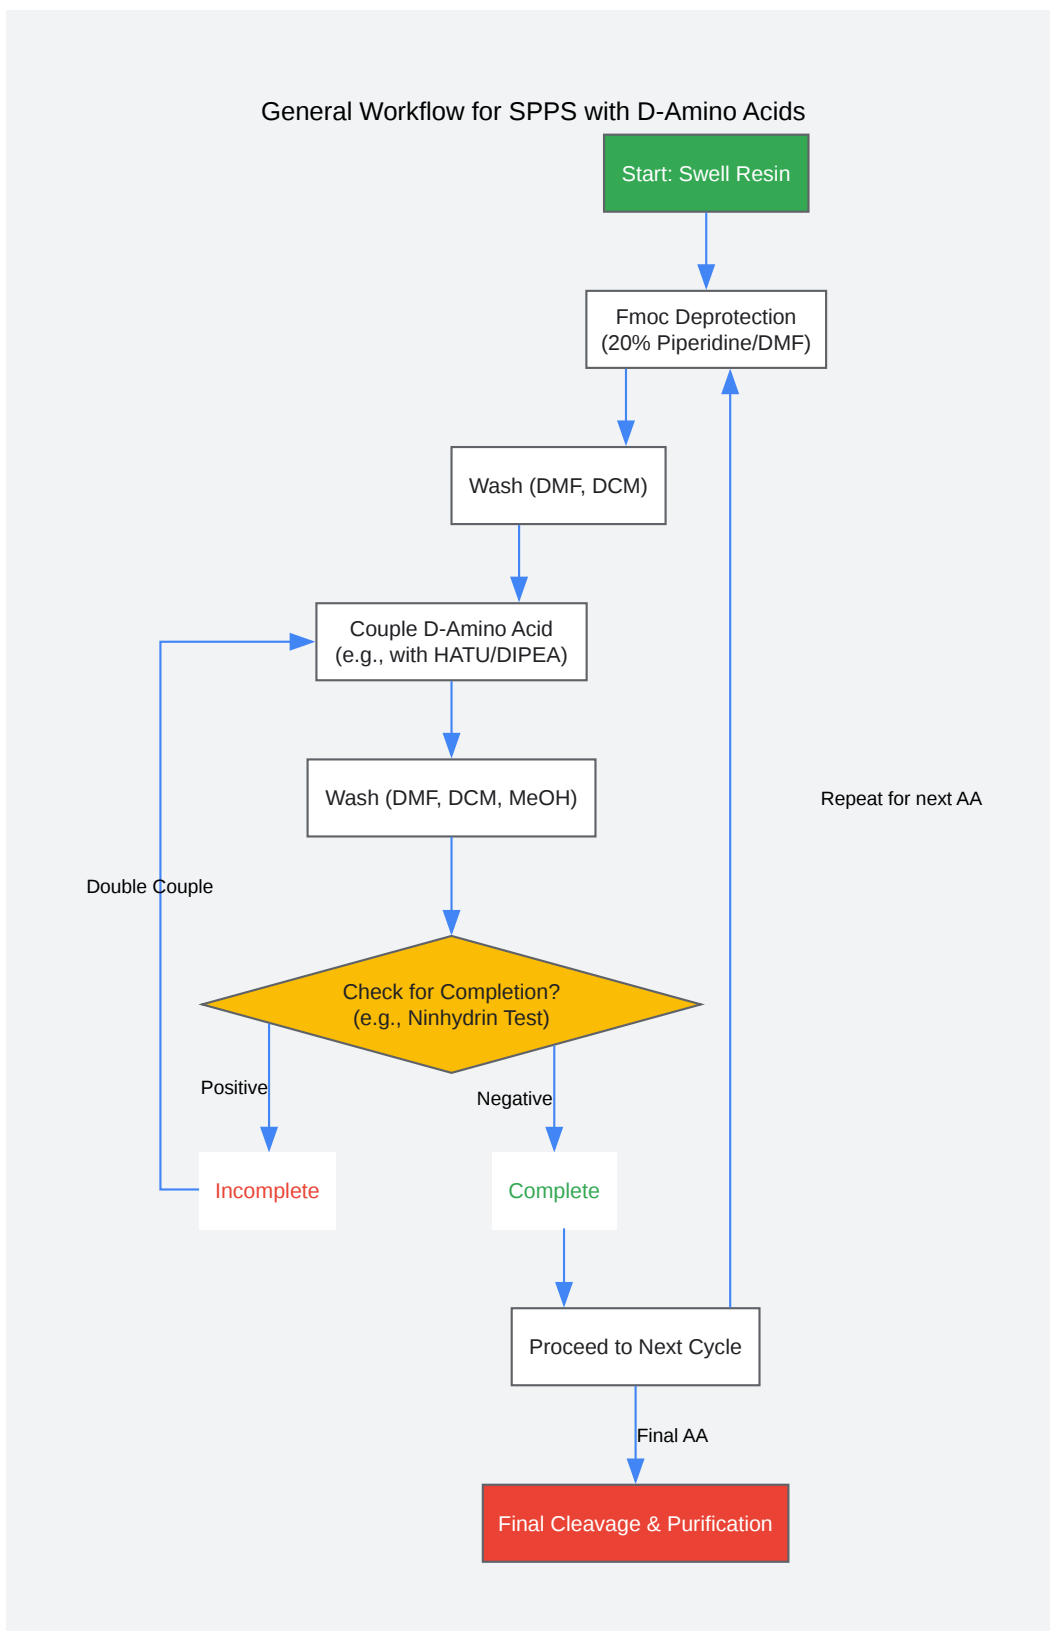 General Workflow for SPPS with D-Amino Acids
Start: Swell Resin
Fmoc Deprotection
(20% Piperidine/DMF)
Wash (DMF, DCM)
Couple D-Amino Acid
(e.g., with HATU/DIPEA)
Wash (DMF, DCM, MeOH)
Repeat for next AA
Double Couple
Check for Completion?
(e.g., Ninhydrin Test)
Positive
Negative
Incomplete
Complete
Proceed to Next Cycle
Final AA
Final Cleavage & Purification